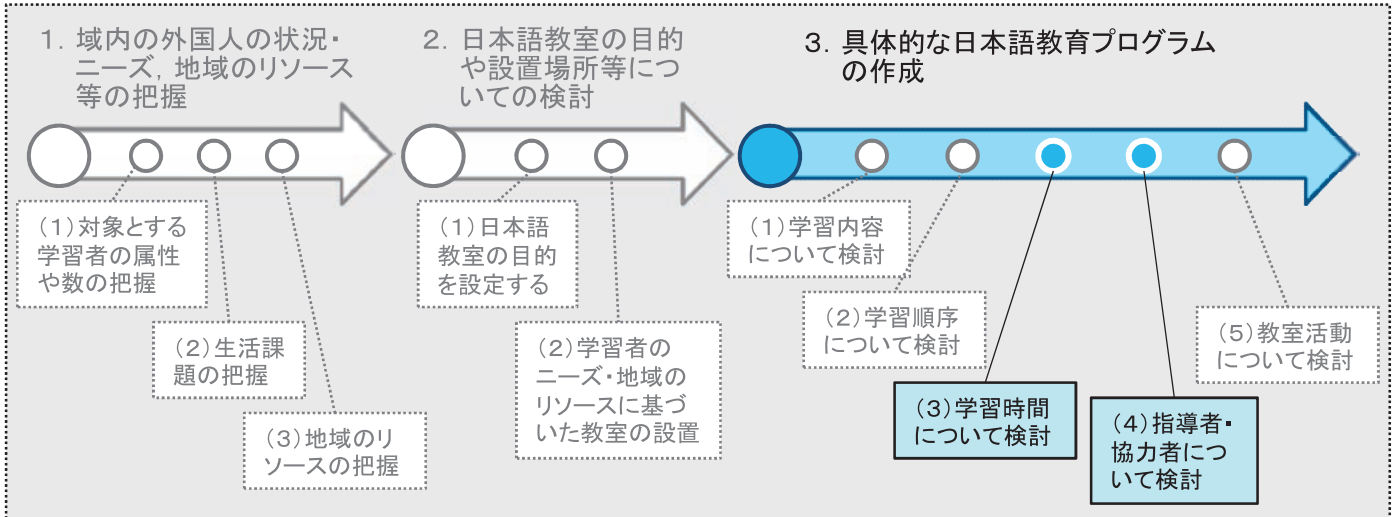 1．域内の外国人の状況・
ニーズ，地域のリソース
等の把握
2．日本語教室の目的
や設置場所等につ
いての検討
3．具体的な日本語教育プログラム
の作成
（1）対象とする
学習者の属性
や数の把握
（2）生活課
題の把握
（3）地域のリ
ソースの把握
（1）日本語
教室の目的
を設定する
（2）学習者の
ニーズ・地域の
リソースに基づ
いた教室の設置
（1）学習内容
について検討
（2）学習順序
について検討
（3）学習時間
について検討
（4）指導者・
協力者につ
いて検討
（5）教室活動
について検討